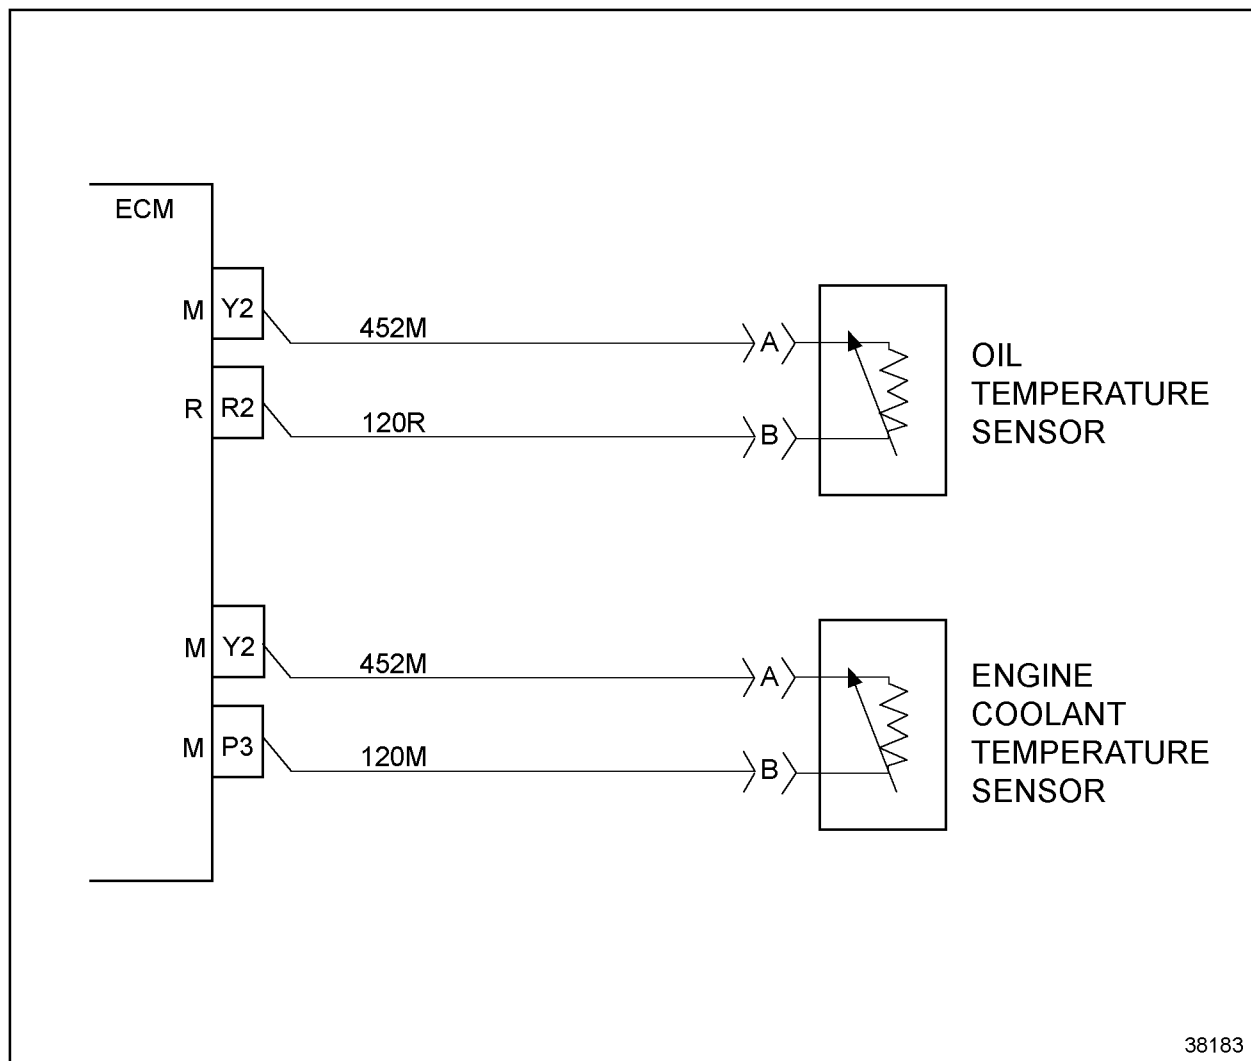 ECM
M Y2
452M
A
R R2
120R
B
OIL
TEMPERATURE
SENSOR
M Y2
452M
A
M P3
120M
B
ENGINE
COOLANT
TEMPERATURE
SENSOR
38183